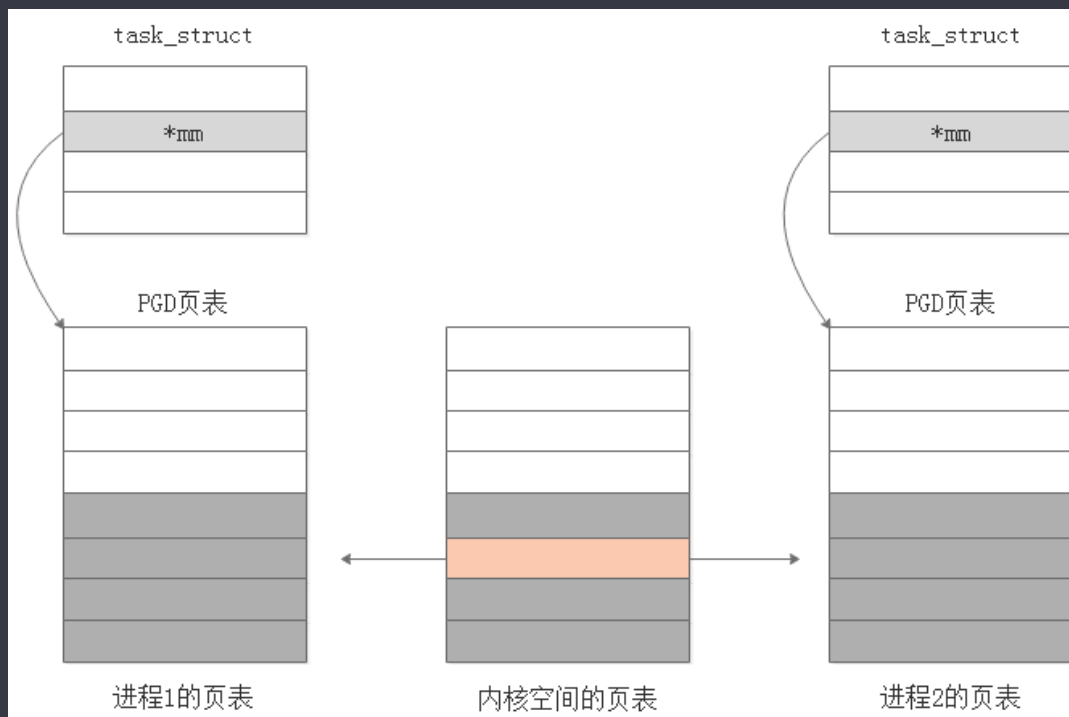 task_struct
task_struct
*mm
*mm
PGD页表
PGD页表
进程1的页表
内核空间的页表
进程2的页表